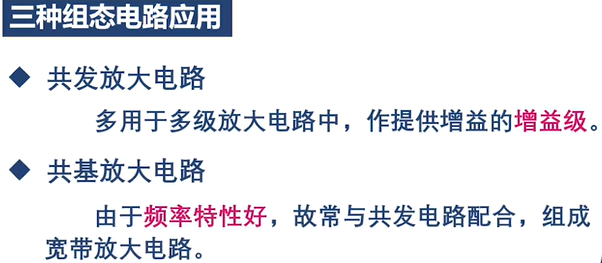 三种组态电路应用
共发放大电路
多用于多级放大电路中，作提供增益的增益级。
共基放大电路
由于频率特性好，故常与共发电路配合，组成
宽带放大电路。